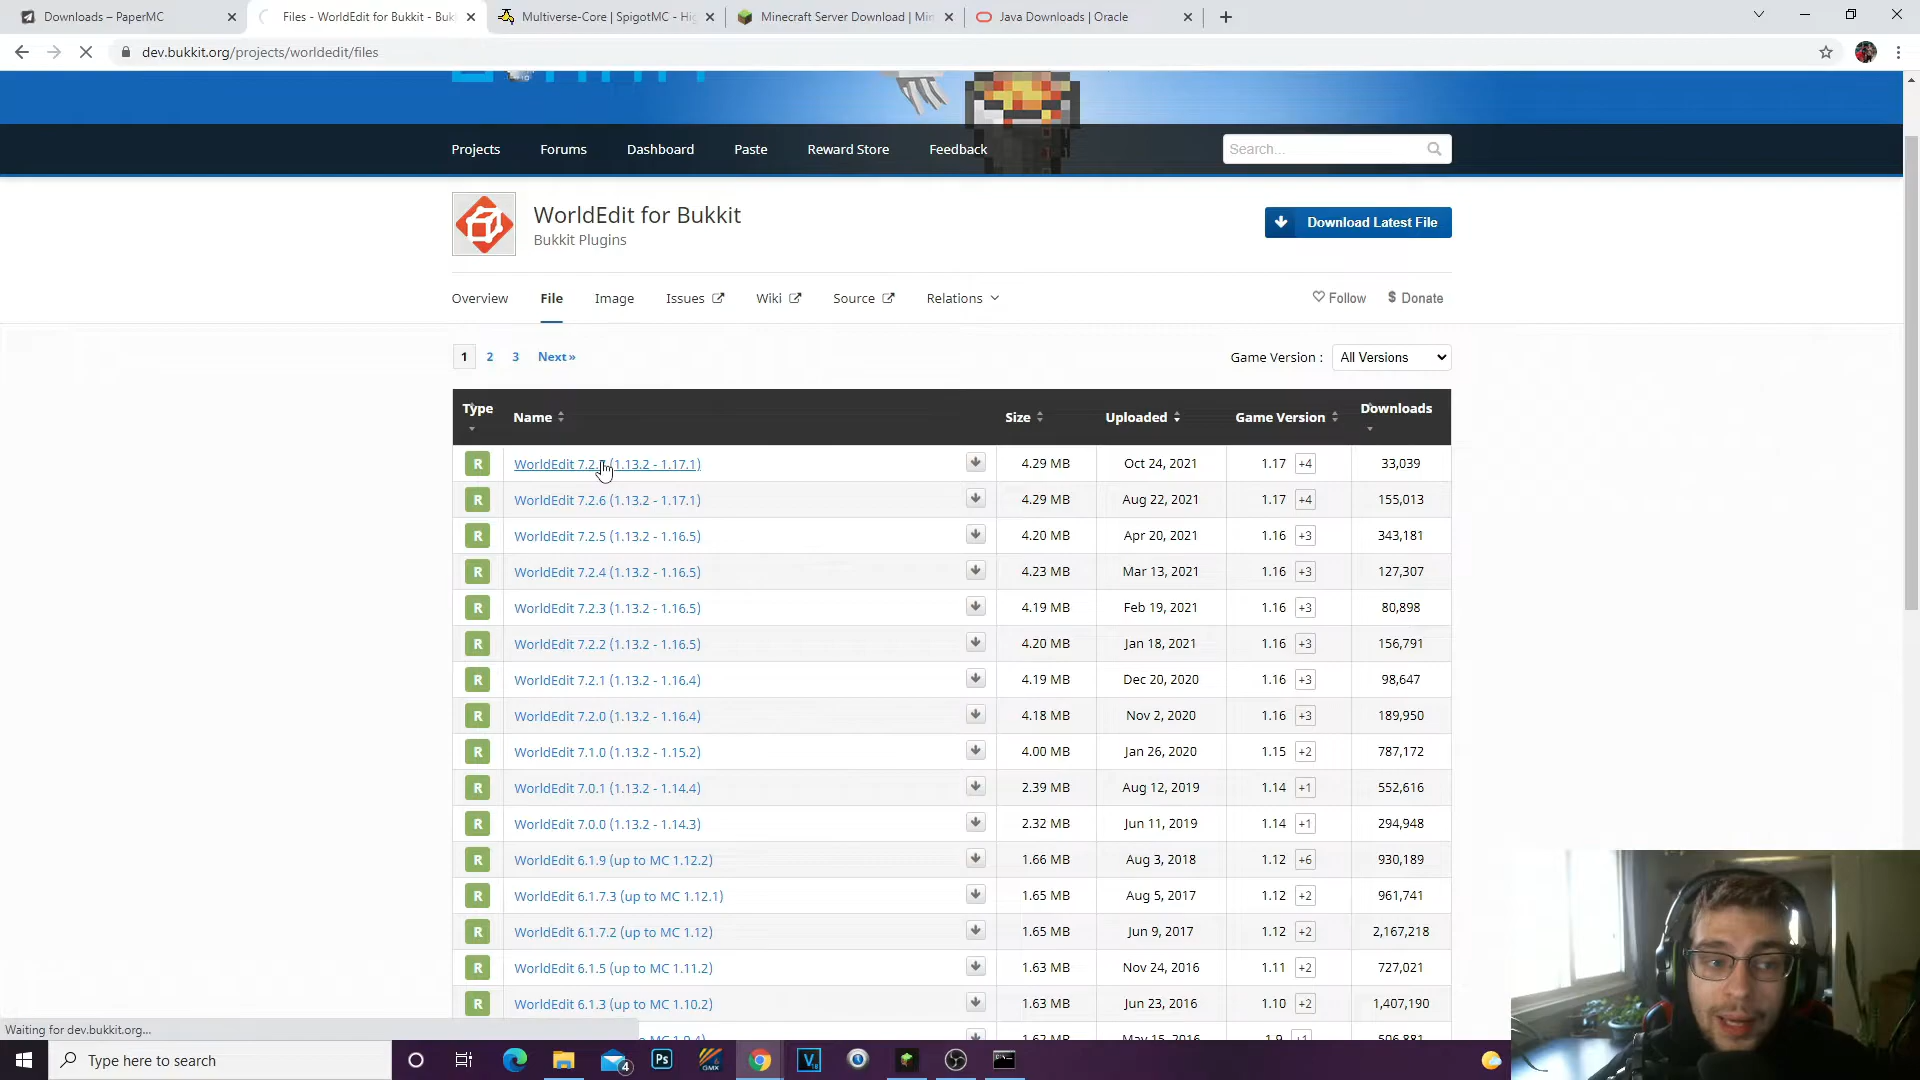 Downloads – PaperMC
Files - WorldEdit for Bukkit - Buk
Multiverse-Core | SpigotMC - Hig
Minecraft Server Download | Min
Java Downloads | Oracle
dev.bukkit.org/projects/worldedit/files
Projects Forums Dashboard Paste Reward Store Feedback Search...
WorldEdit for Bukkit
Bukkit Plugins
Download Latest File
Overview File Image Issues Wiki Source Relations Follow $ Donate
1 2 3 Next » Game Version : All Versions
Type Name Size Uploaded Game Version Downloads
R WorldEdit 7.2. (1.13.2 - 1.17.1) 4.29 MB Oct 24, 2021 1.17 +4 33,039
R WorldEdit 7.2.6 (1.13.2 - 1.17.1) 4.29 MB Aug 22, 2021 1.17 +4 155,013
R WorldEdit 7.2.5 (1.13.2 - 1.16.5) 4.20 MB Apr 20, 2021 1.16 +3 343,181
R WorldEdit 7.2.4 (1.13.2 - 1.16.5) 4.23 MB Mar 13, 2021 1.16 +3 127,307
R WorldEdit 7.2.3 (1.13.2 - 1.16.5) 4.19 MB Feb 19, 2021 1.16 +3 80,898
R WorldEdit 7.2.2 (1.13.2 - 1.16.5) 4.20 MB Jan 18, 2021 1.16 +3 156,791
R WorldEdit 7.2.1 (1.13.2 - 1.16.4) 4.19 MB Dec 20, 2020 1.16 +3 98,647
R WorldEdit 7.2.0 (1.13.2 - 1.16.4) 4.18 MB Nov 2, 2020 1.16 +3 189,950
R WorldEdit 7.1.0 (1.13.2 - 1.15.2) 4.00 MB Jan 26, 2020 1.15 +2 787,172
R WorldEdit 7.0.1 (1.13.2 - 1.14.4) 2.39 MB Aug 12, 2019 1.14 +1 552,616
R WorldEdit 7.0.0 (1.13.2 - 1.14.3) 2.32 MB Jun 11, 2019 1.14 +1 294,948
R WorldEdit 6.1.9 (up to MC 1.12.2) 1.66 MB Aug 3, 2018 1.12 +6 930,189
R WorldEdit 6.1.7.3 (up to MC 1.12.1) 1.65 MB Aug 5, 2017 1.12 +2 961,741
R WorldEdit 6.1.7.2 (up to MC 1.12) 1.65 MB Jun 9, 2017 1.12 +2 2,167,218
R WorldEdit 6.1.5 (up to MC 1.11.2) 1.63 MB Nov 24, 2016 1.11 +2 727,021
R WorldEdit 6.1.3 (up to MC 1.10.2) 1.63 MB Jun 23, 2016 1.10 +2 1,407,190
Waiting for dev.bukkit.org...
Type here to search
4 Ps GMX V 18